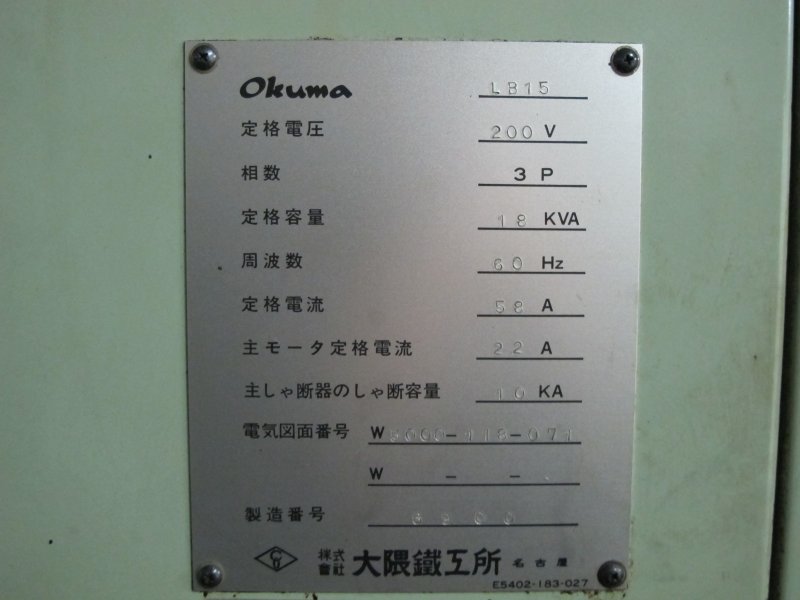 Okuma LB15
定格電圧 200 V
相数 3 P
定格容量 18 KVA
周波数 60 Hz
定格電流 58 A
主モータ定格電流 22 A
主しゃ断器のしゃ断容量 10 KA
電気図面番号 W
W - -
製造番号
株式會社 大隈鐵工所 名古屋
E5402-183-027